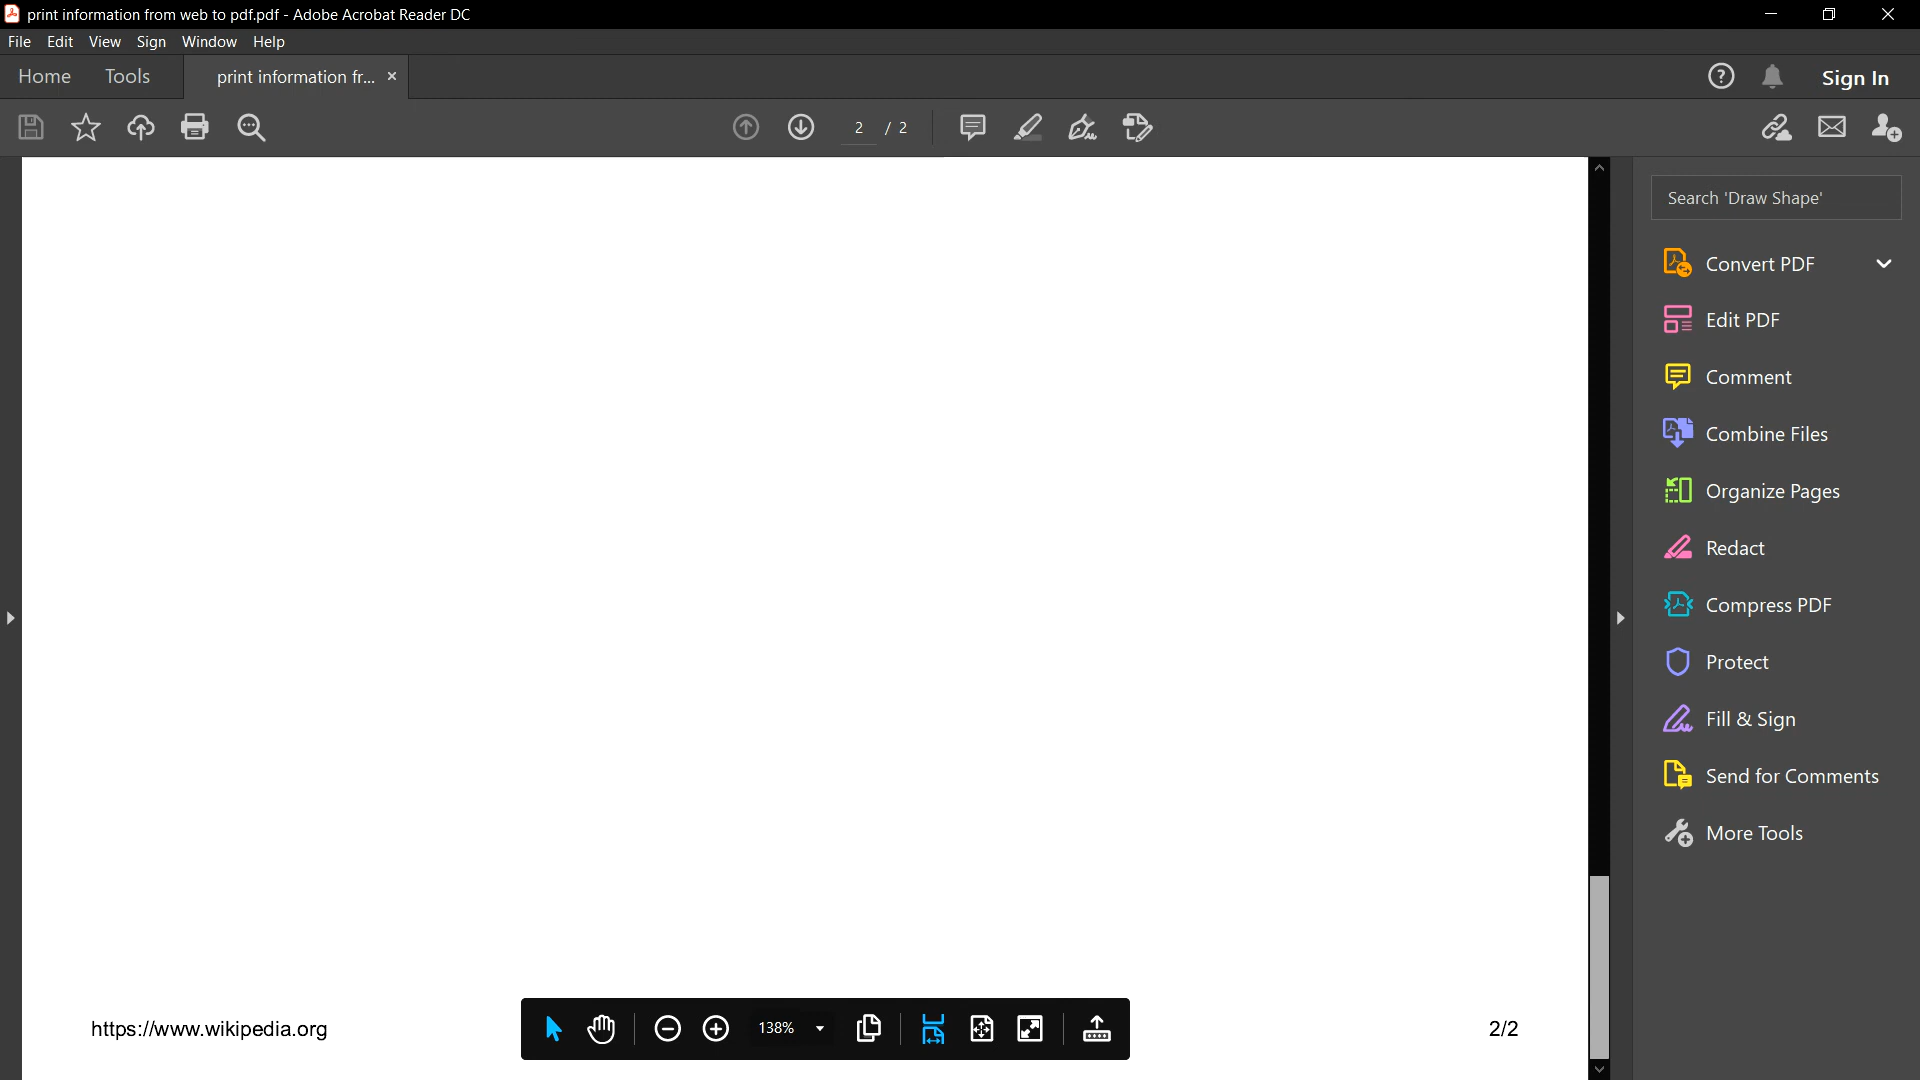 print information from web to pdf.pdf - Adobe Acrobat Reader DC
File Edit View Sign Window Help
Home Tools print information fr... × Sign In
2 / 2
Search 'Draw Shape'
Convert PDF
Edit PDF
Comment
Combine Files
Organize Pages
Redact
Compress PDF
Protect
Fill & Sign
Send for Comments
More Tools
https://www.wikipedia.org 138% 2/2